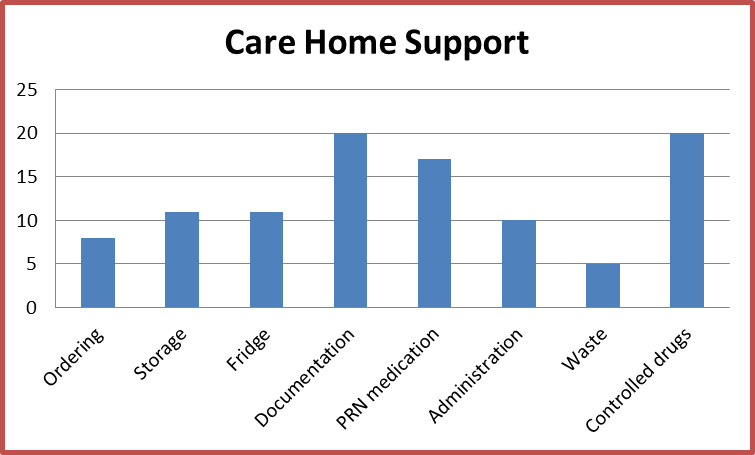 Care Home Support
25
20
15
10
5
0
Ordering
Storage
Fridge
Documentation
PRN medication
Administration
Waste
Controlled drugs